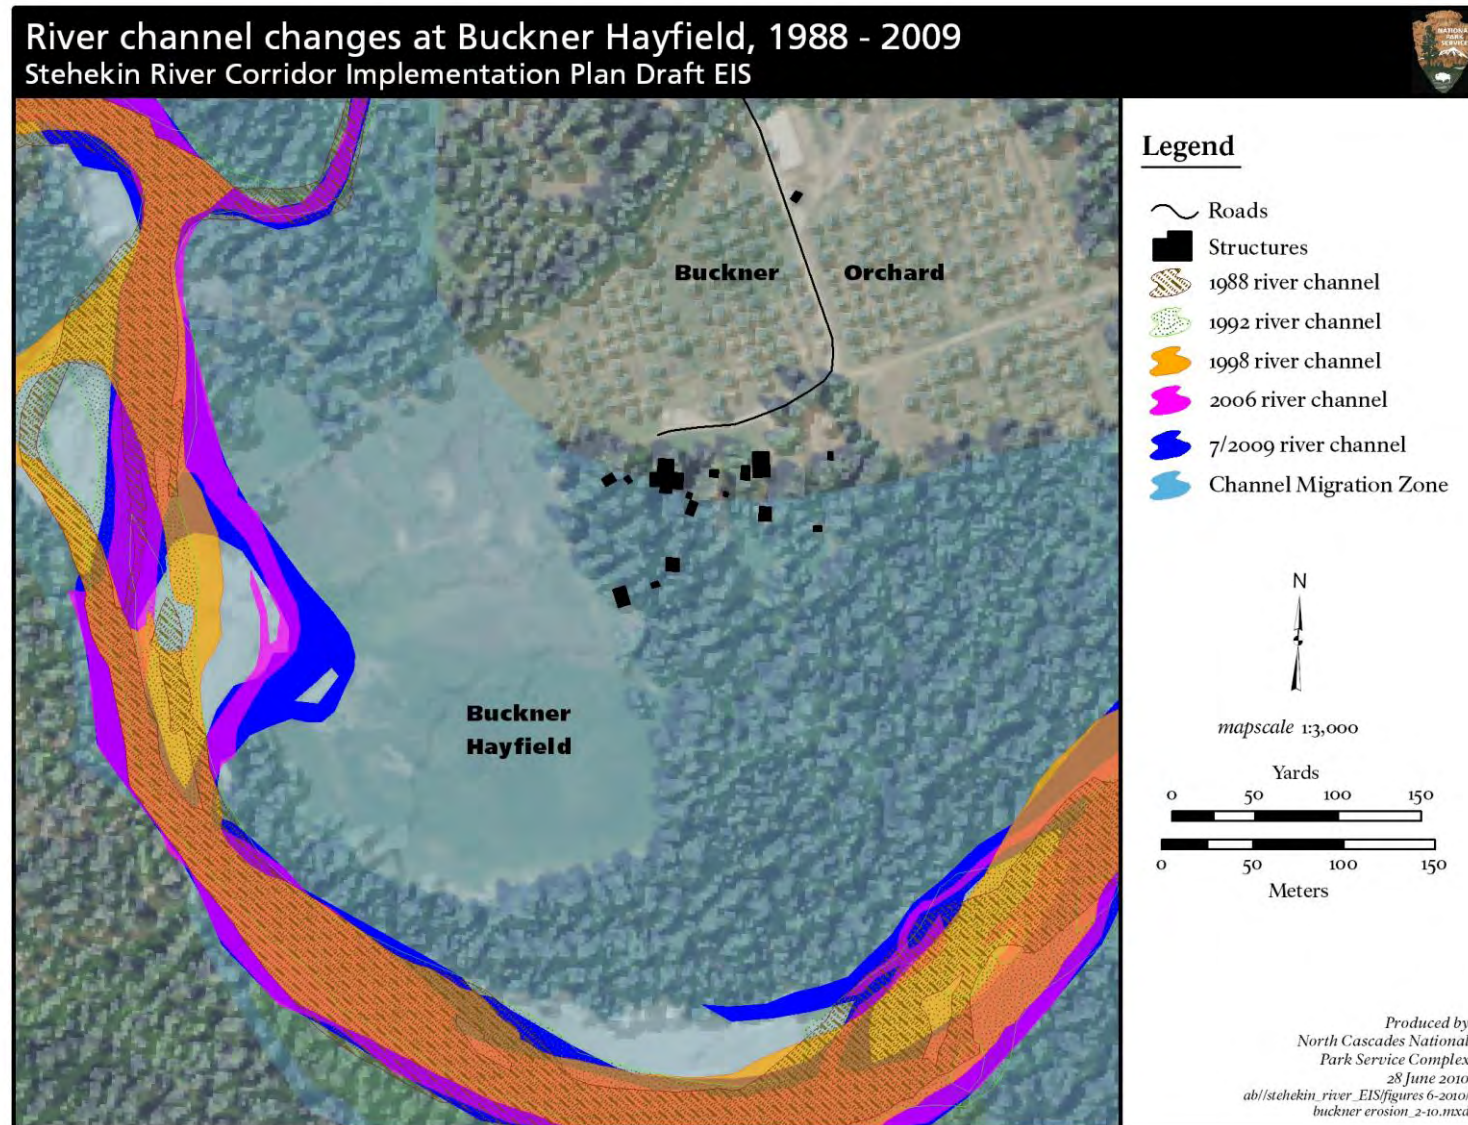 River channel changes at Buckner Hayfield, 1988 - 2009
Stehekin River Corridor Implementation Plan Draft EIS
NATIONAL
PARK
SERVICE
Buckner Orchard
Buckner
Hayfield
Legend
Roads
Structures
1988 river channel
1992 river channel
1998 river channel
2006 river channel
7/2009 river channel
Channel Migration Zone
N
mapscale 1:3,000
Yards
0 50 100 150
0 50 100 150
Meters
Produced by
North Cascades National
Park Service Complex
28 June 2010
ab//stehekin_river_EIS/figures 6-2010/
buckner erosion_2-10.mxd